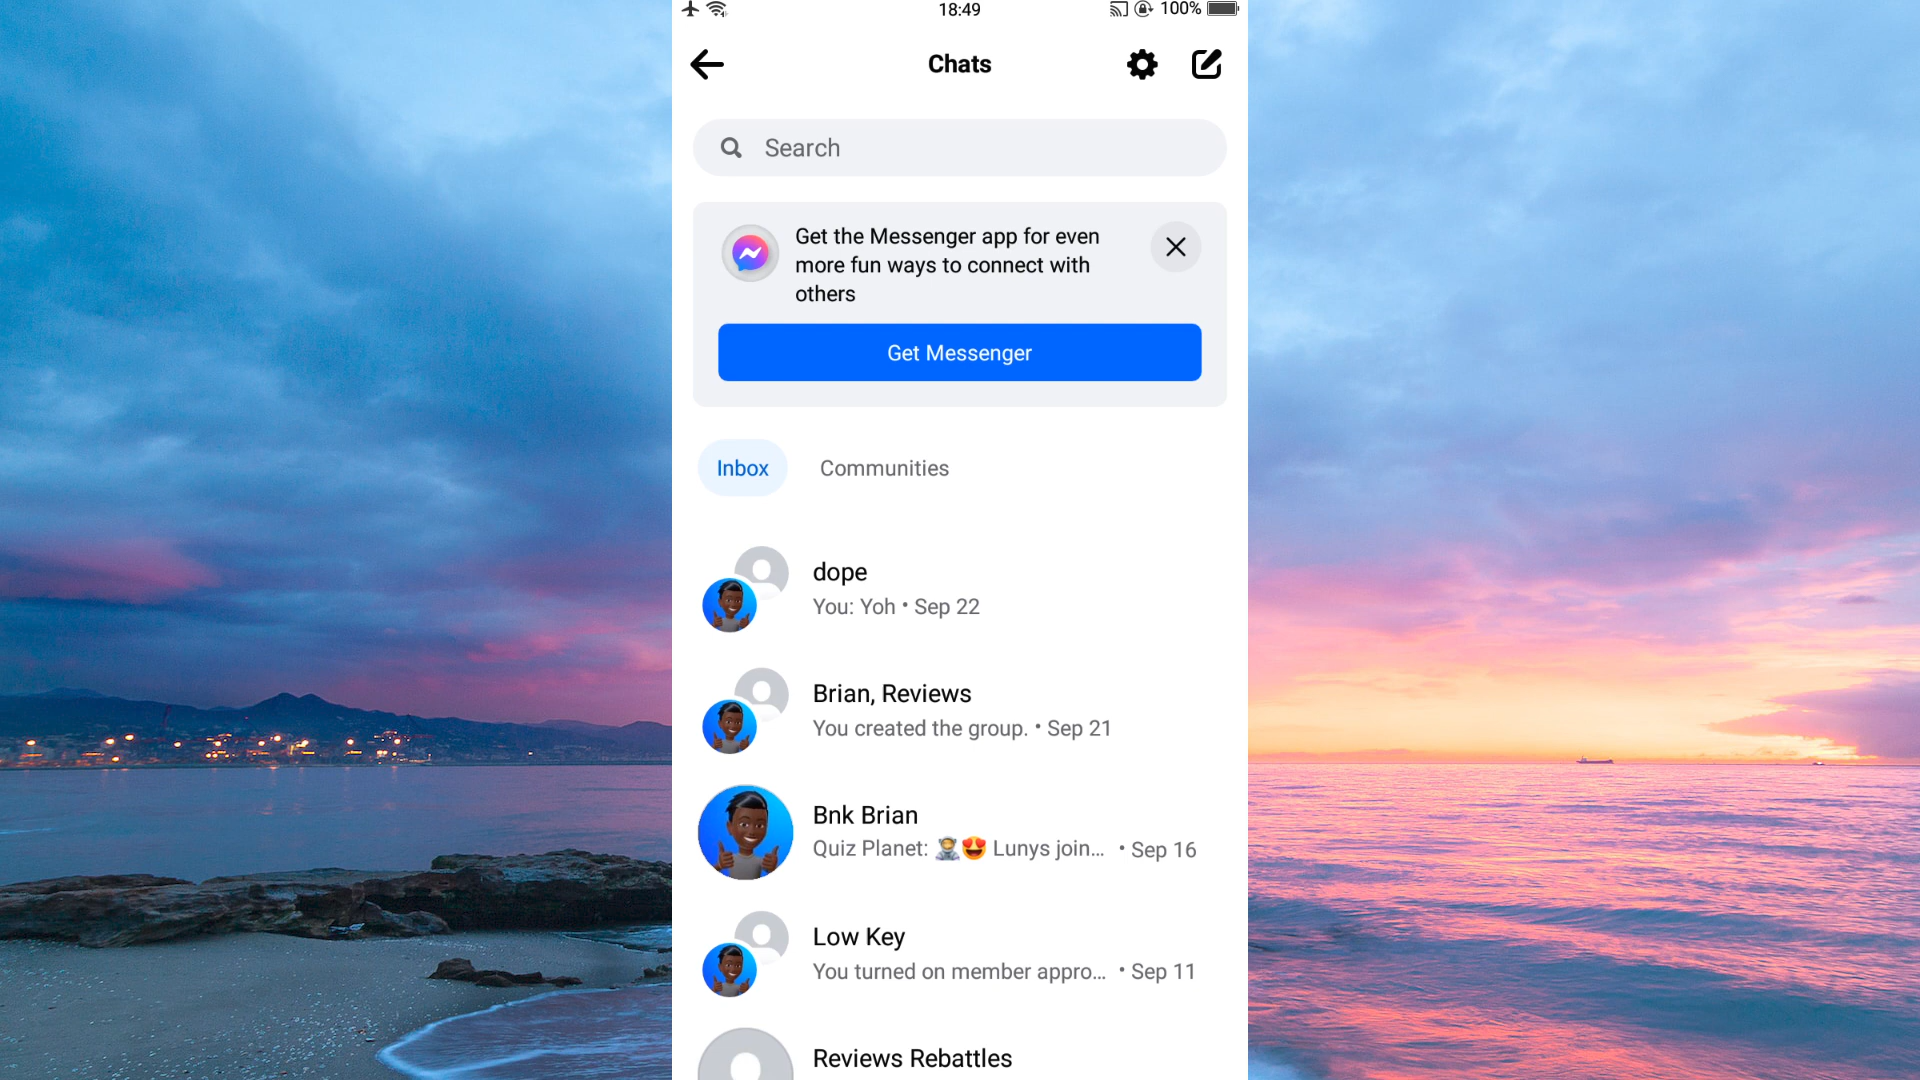 18:49
100%
Chats
Search
Get the Messenger app for even
more fun ways to connect with
others
Get Messenger
Inbox
Communities
dope
You: Yoh • Sep 22
Brian, Reviews
You created the group. • Sep 21
Bnk Brian
Quiz Planet: 👩‍🚀😍 Lunys join... • Sep 16
Low Key
You turned on member appro... • Sep 11
Reviews Rebattles